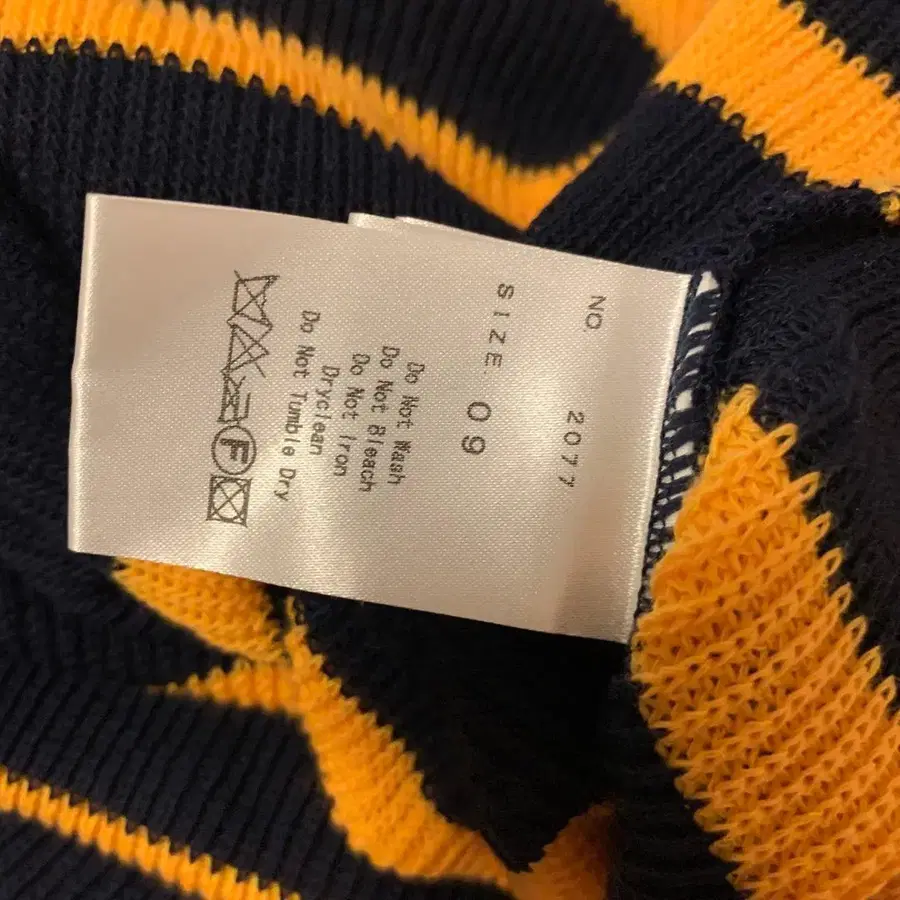 NO. 2077
SIZE. 09
Do Not Wash
Do Not Bleach
Do Not Iron
Dryclean
Do Not Tumble Dry
F